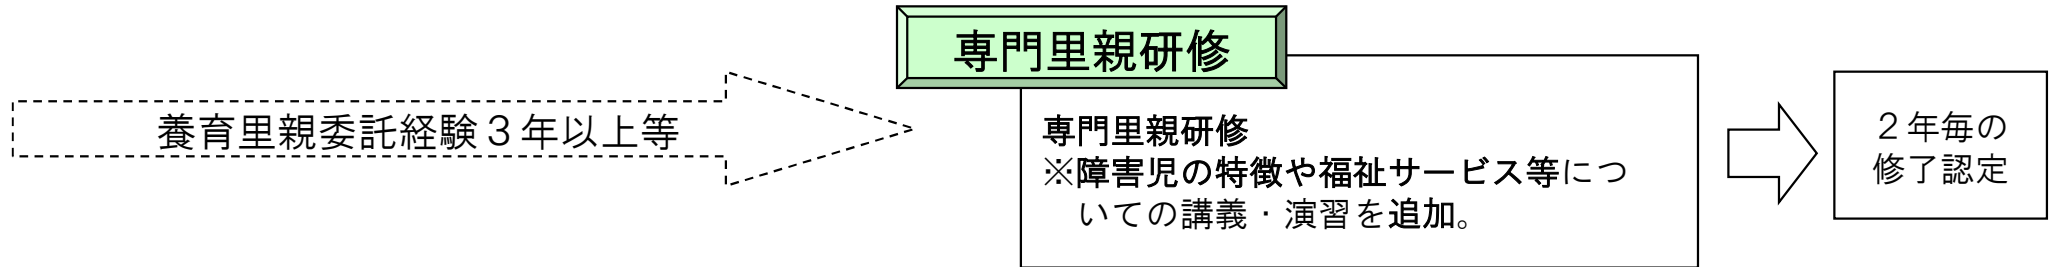 専門里親研修
養育里親委託経験３年以上等
専門里親研修
※障害児の特徴や福祉サービス等につ
いての講義・演習を追加。
２年毎の
修了認定